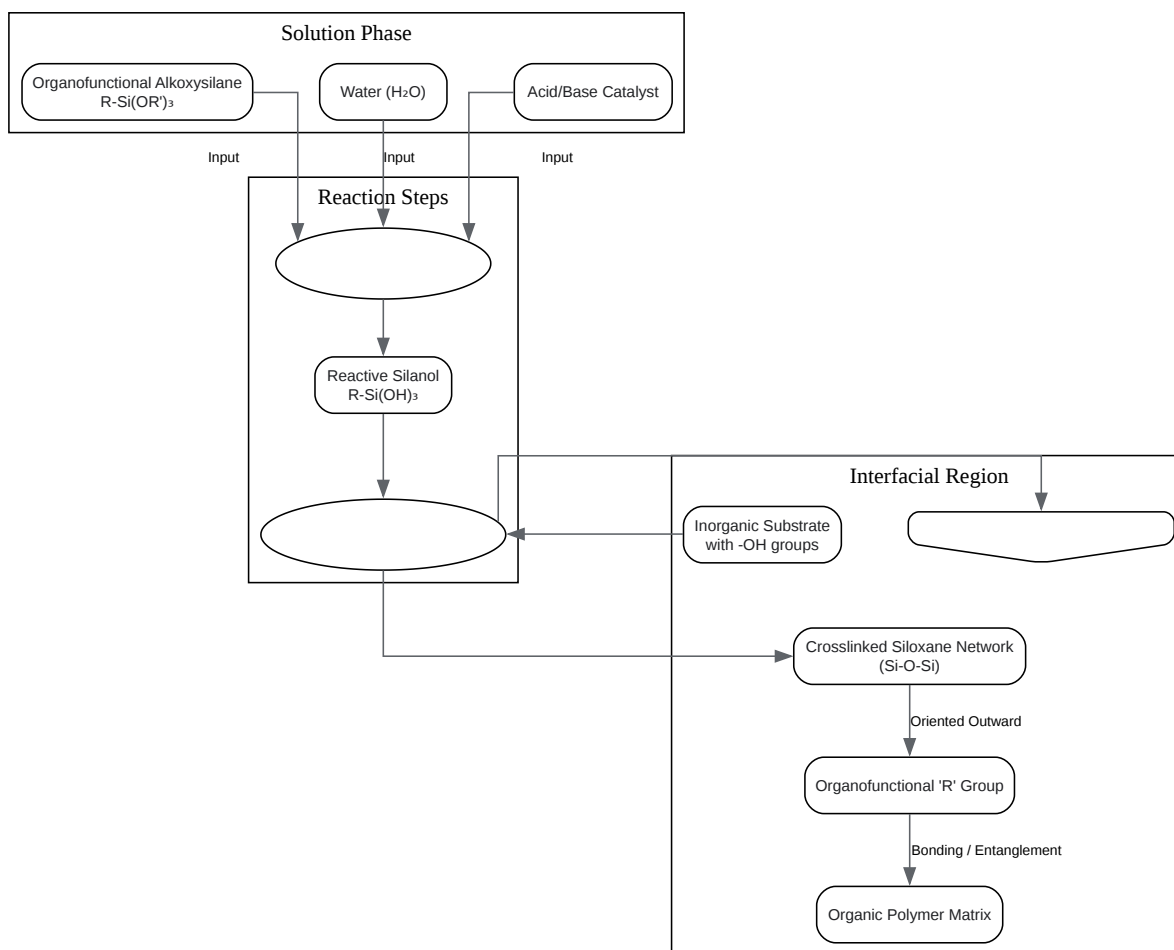 Solution Phase
Organofunctional Alkoxysilane
R-Si(OR')₃
Water (H₂O)
Acid/Base Catalyst
Input
Input
Input
Reaction Steps
Reactive Silanol
R-Si(OH)₃
Interfacial Region
Inorganic Substrate
with -OH groups
Crosslinked Siloxane Network
(Si-O-Si)
Oriented Outward
Organofunctional 'R' Group
Bonding / Entanglement
Organic Polymer Matrix